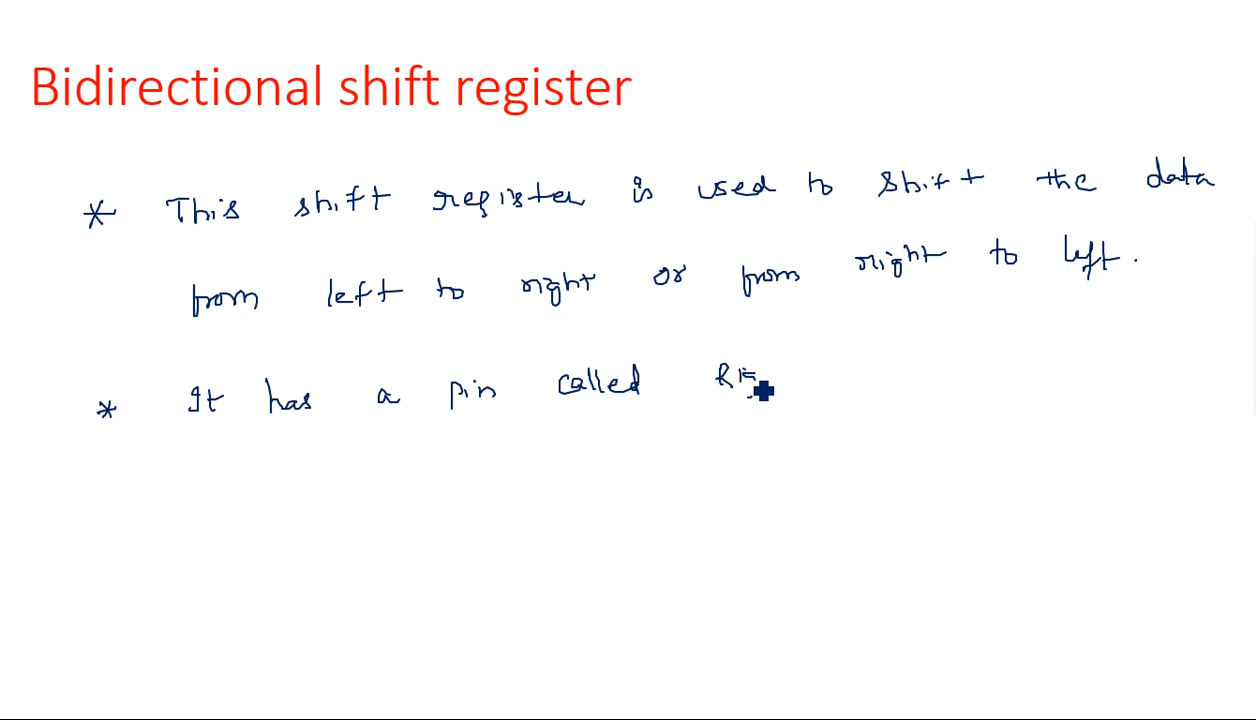 Bidirectional shift register
* This shift register is used to shift the data
from left to right or from right to left.
* It has a pin called